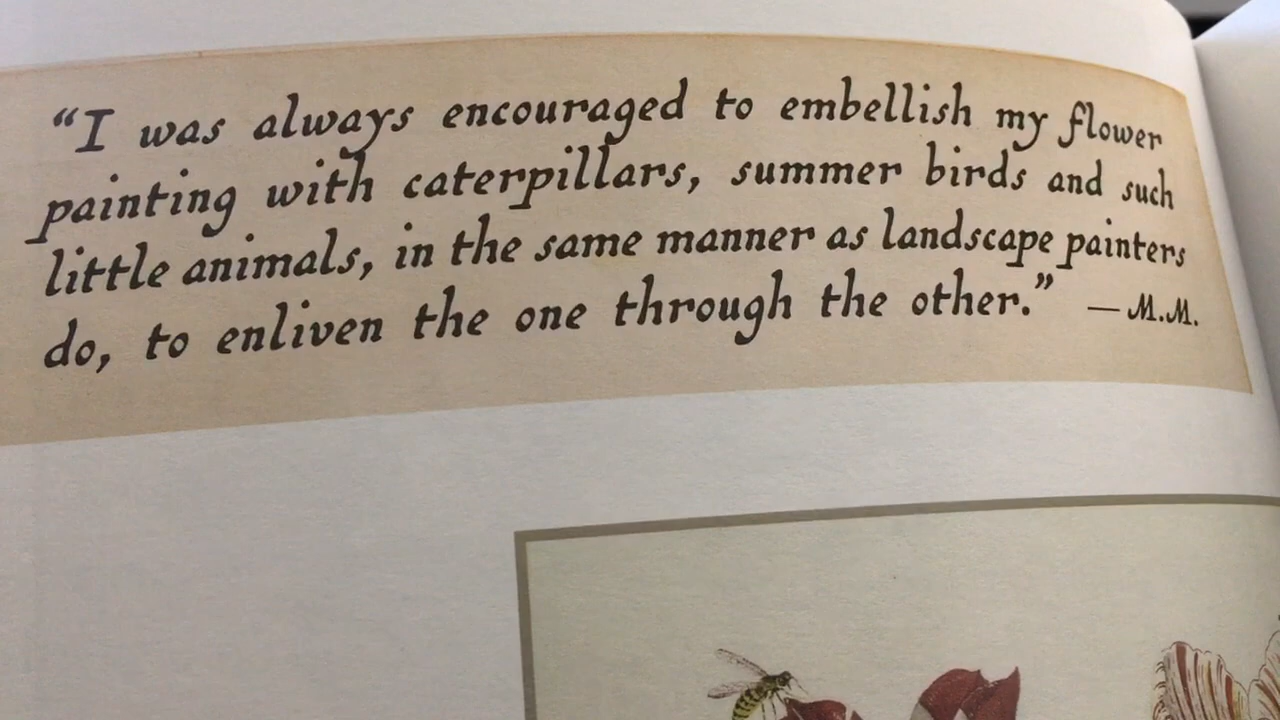 “I was always encouraged to embellish my flower
painting with caterpillars, summer birds and such
little animals, in the same manner as landscape painters
do, to enliven the one through the other.” — M.M.